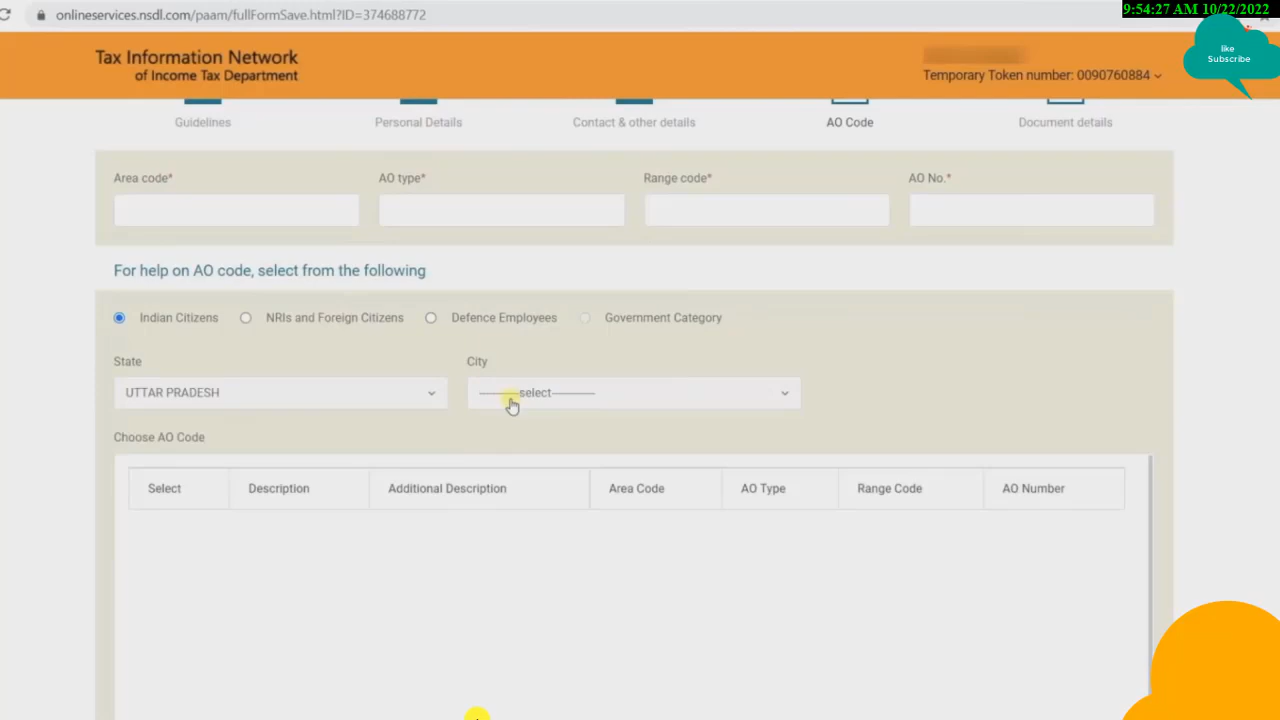 onlineservices.nsdl.com/paam/fullFormSave.html?ID=374688772
9:54:27 AM 10/22/2022
like
Subscribe
Tax Information Network
of Income Tax Department
Temporary Token number: 0090760884
Guidelines
Personal Details
Contact & other details
AO Code
Document details
Area code*
AO type*
Range code*
AO No.*
For help on AO code, select from the following
Indian Citizens
NRIs and Foreign Citizens
Defence Employees
Government Category
State
City
UTTAR PRADESH
----------select----------
Choose AO Code
Select
Description
Additional Description
Area Code
AO Type
Range Code
AO Number